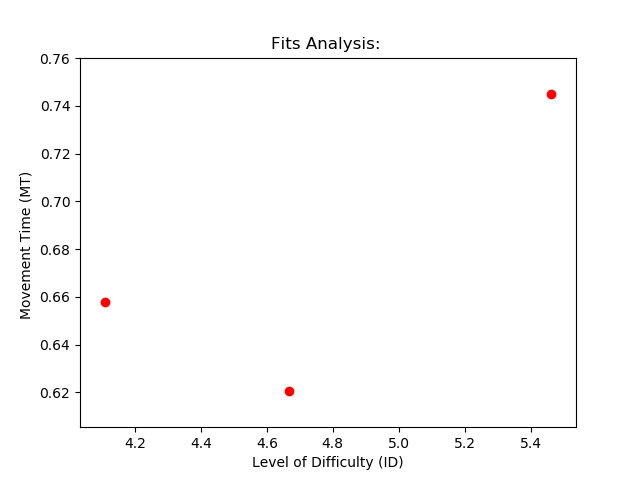 Fits Analysis:
0.76
0.74
0.72
0.70
0.68
0.66
0.64
0.62
Movement Time (MT)
4.2 4.4 4.6 4.8 5.0 5.2 5.4
Level of Difficulty (ID)